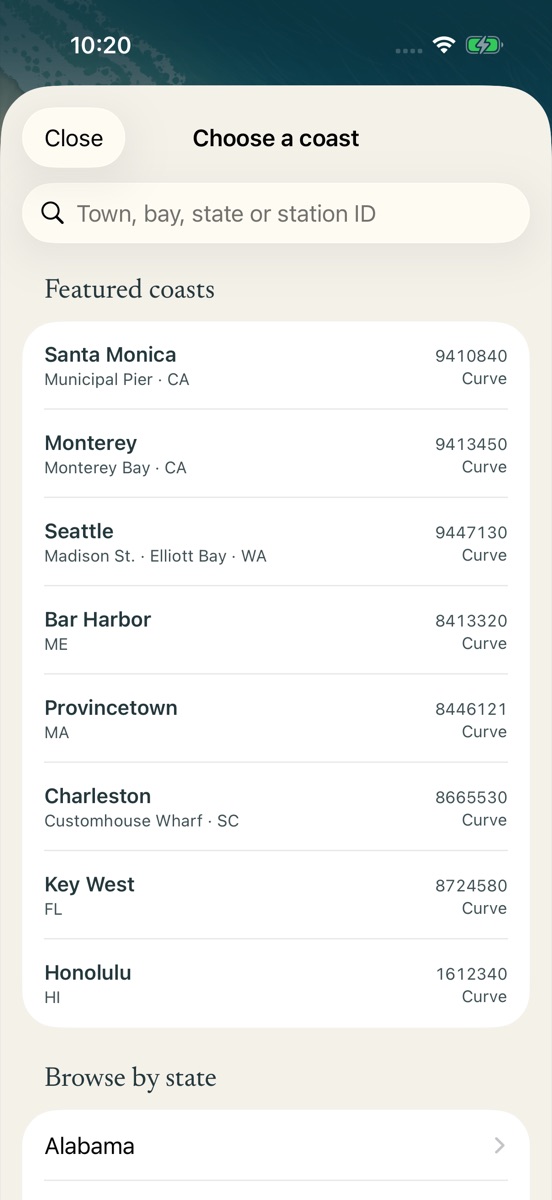 10:20
Close
Choose a coast
Town, bay, state or station ID
Featured coasts
Santa Monica
9410840
Municipal Pier · CA
Curve
Monterey
9413450
Monterey Bay · CA
Curve
Seattle
9447130
Madison St. · Elliott Bay · WA
Curve
Bar Harbor
8413320
ME
Curve
Provincetown
8446121
MA
Curve
Charleston
8665530
Customhouse Wharf · SC
Curve
Key West
8724580
FL
Curve
Honolulu
1612340
HI
Curve
Browse by state
Alabama